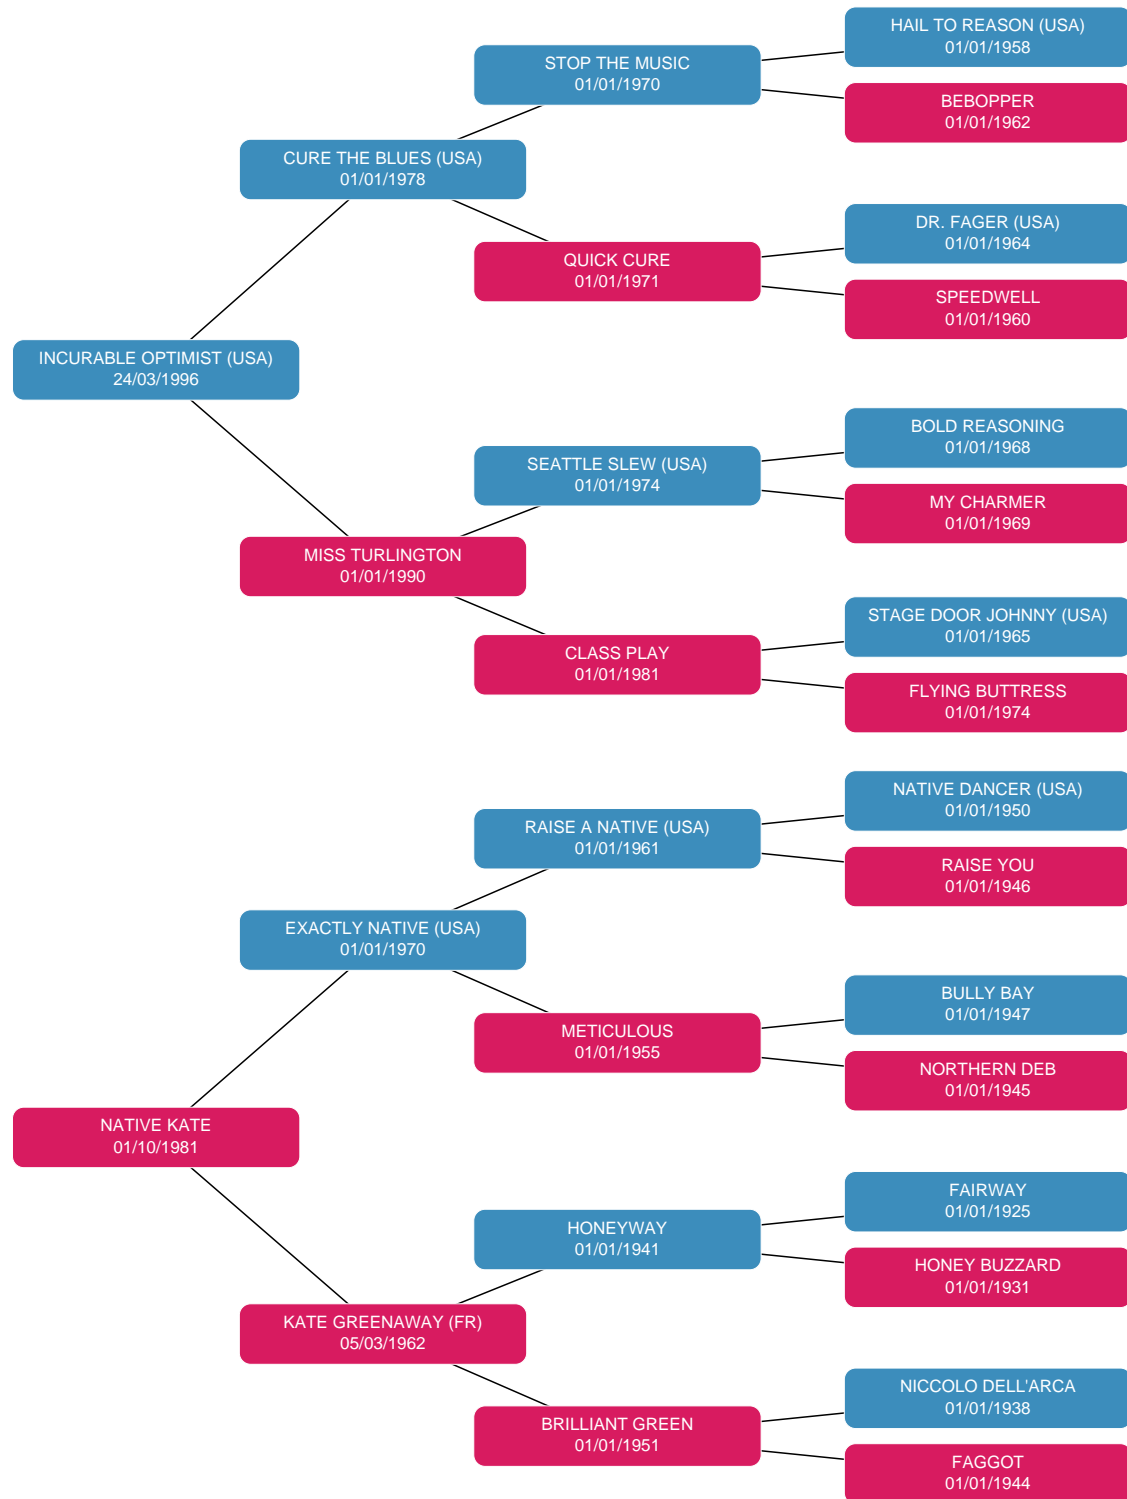 HAIL TO REASON (USA)
01/01/1958
STOP THE MUSIC
01/01/1970
BEBOPPER
01/01/1962
CURE THE BLUES (USA)
01/01/1978
DR. FAGER (USA)
01/01/1964
QUICK CURE
01/01/1971
SPEEDWELL
01/01/1960
INCURABLE OPTIMIST (USA)
24/03/1996
BOLD REASONING
01/01/1968
SEATTLE SLEW (USA)
01/01/1974
MY CHARMER
01/01/1969
MISS TURLINGTON
01/01/1990
STAGE DOOR JOHNNY (USA)
01/01/1965
CLASS PLAY
01/01/1981
FLYING BUTTRESS
01/01/1974
NATIVE DANCER (USA)
01/01/1950
RAISE A NATIVE (USA)
01/01/1961
RAISE YOU
01/01/1946
EXACTLY NATIVE (USA)
01/01/1970
BULLY BAY
01/01/1947
METICULOUS
01/01/1955
NORTHERN DEB
01/01/1945
NATIVE KATE
01/10/1981
FAIRWAY
01/01/1925
HONEYWAY
01/01/1941
HONEY BUZZARD
01/01/1931
KATE GREENAWAY (FR)
05/03/1962
NICCOLO DELL'ARCA
01/01/1938
BRILLIANT GREEN
01/01/1951
FAGGOT
01/01/1944